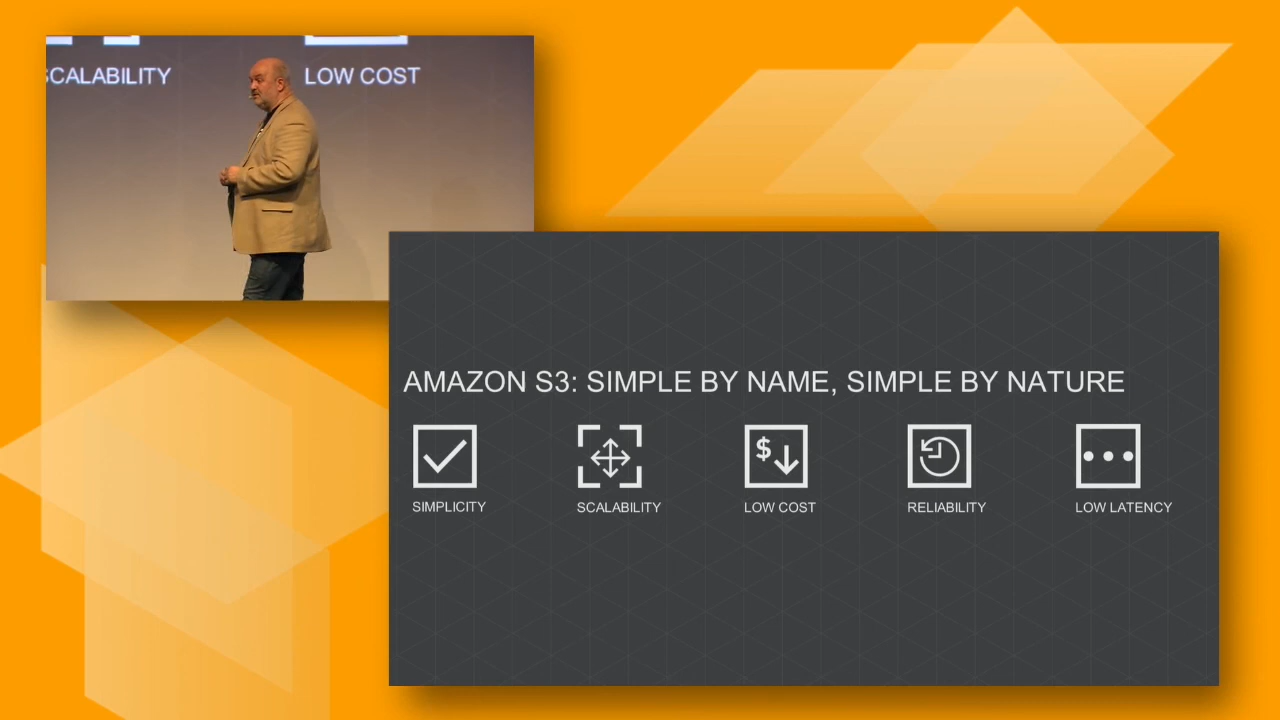 SCALABILITY
LOW COST
AMAZON S3: SIMPLE BY NAME, SIMPLE BY NATURE
$
SIMPLICITY
SCALABILITY
LOW COST
RELIABILITY
LOW LATENCY